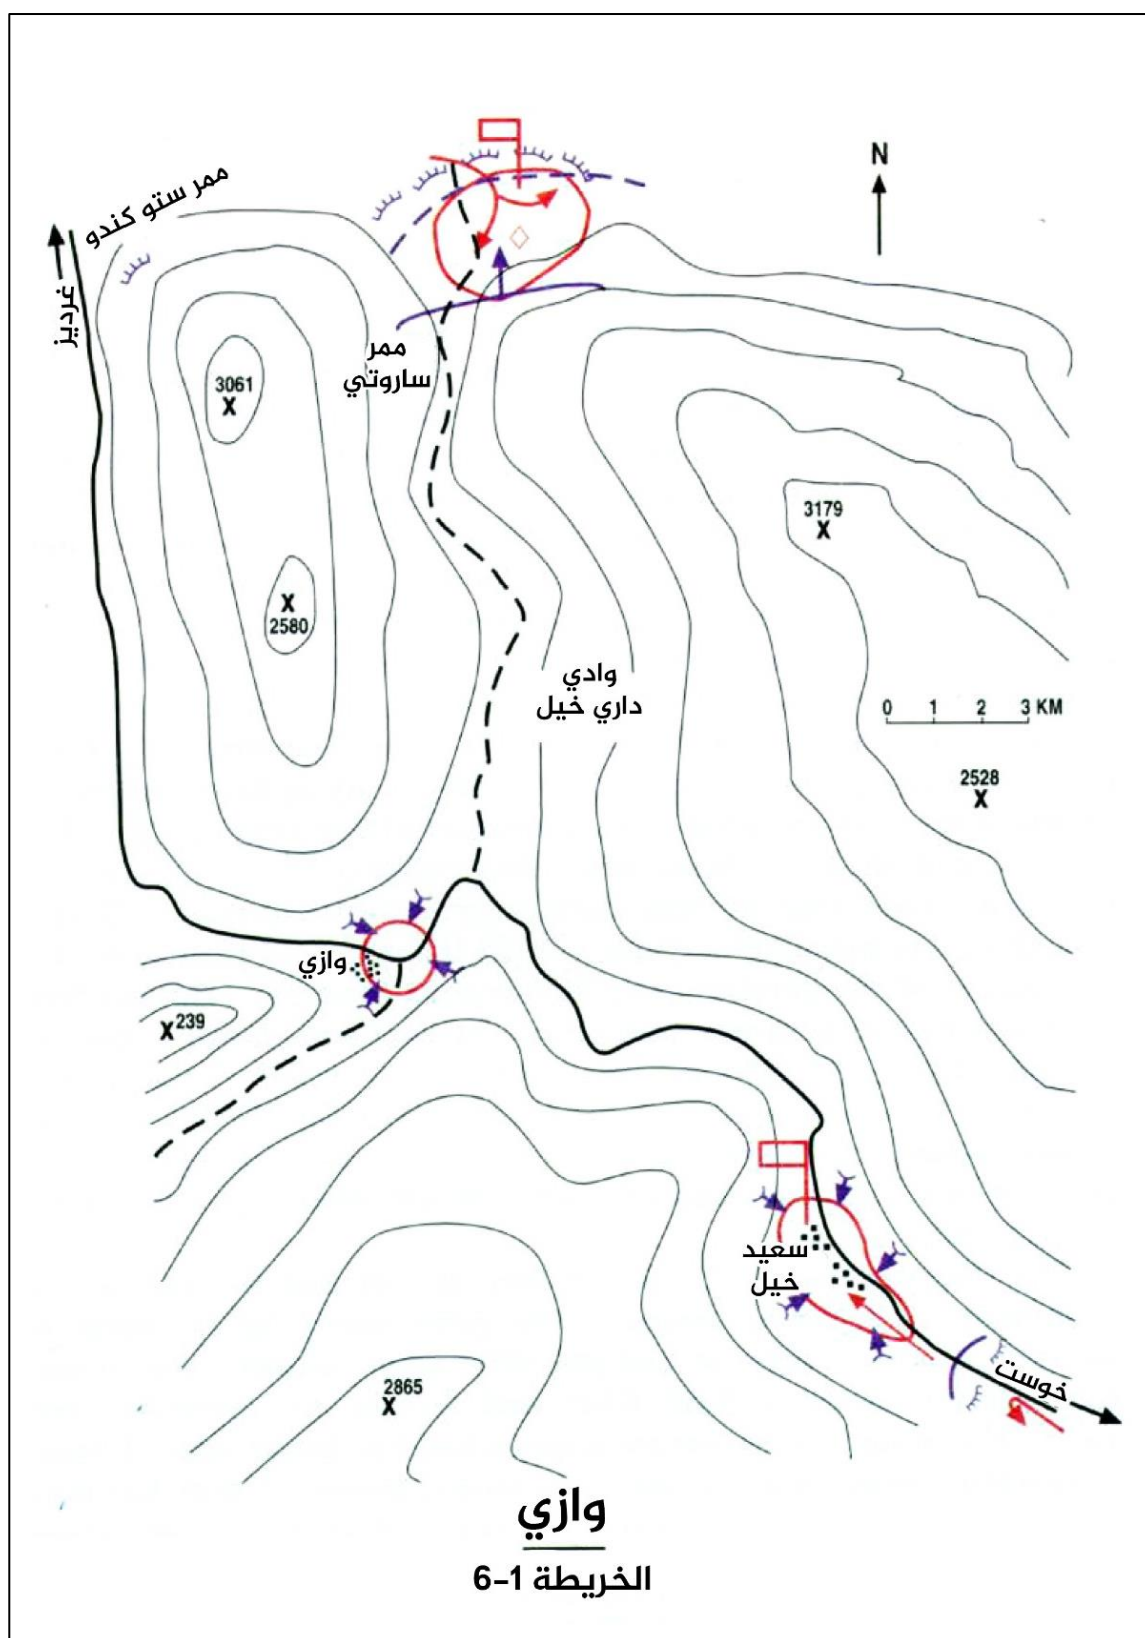 N
ممر ستو كندو
غرديز
ممر
ساروتي
3061
X
3179
X
X
2580
وادي
داري خيل
0 1 2 3 KM
2528
X
وازي
X 239
سعيد
خيل
خوست
2865
X
وازي
الخريطة 1-6